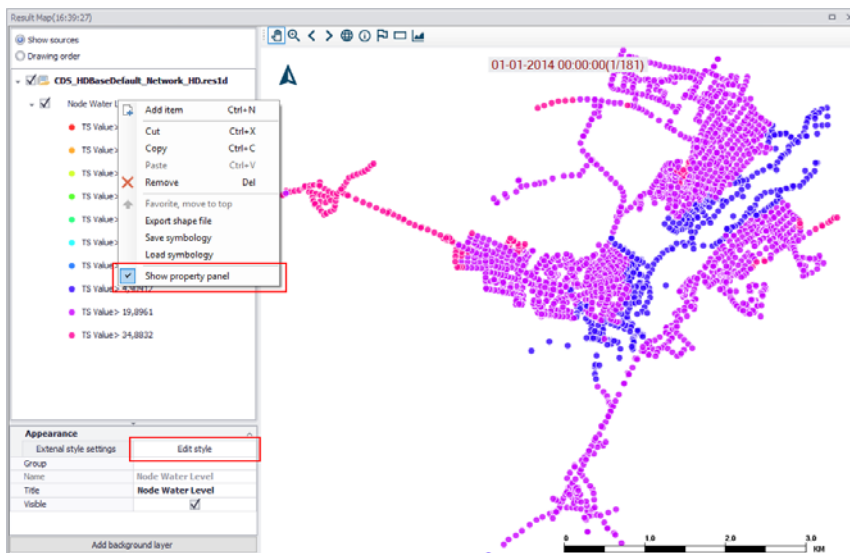 Result Map(16:39:27)
Show sources
Drawing order
CDS_HDBaseDefault_Network_HD.res1d
Node Water L
TS Value>
TS Value>
TS Value>
TS Value>
TS Value>
TS Value>
TS Value>
TS Value> 4,90912
TS Value> 19,8961
TS Value> 34,8832
Add item Ctrl+N
Cut Ctrl+X
Copy Ctrl+C
Paste Ctrl+V
Remove Del
Favorite, move to top
Export shape file
Save symbology
Load symbology
Show property panel
01-01-2014 00:00:00(1/181)
Appearance
Extenal style settings Edit style
Group
Name Node Water Level
Title Node Water Level
Visible
Add background layer
0 1.0 2.0 3.0
KM